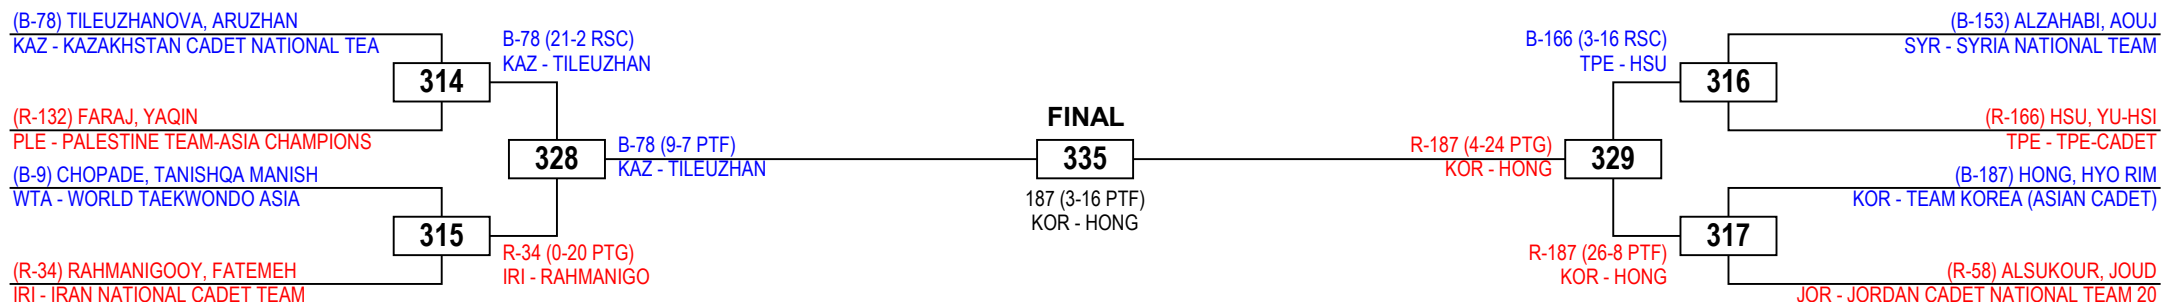 (B-78) TILEUZHANOVA, ARUZHAN
KAZ - KAZAKHSTAN CADET NATIONAL TEA
314
(R-132) FARAJ, YAQIN
PLE - PALESTINE TEAM-ASIA CHAMPIONS
(B-9) CHOPADE, TANISHQA MANISH
WTA - WORLD TAEKWONDO ASIA
315
(R-34) RAHMANIGOOY, FATEMEH
IRI - IRAN NATIONAL CADET TEAM
B-78 (21-2 RSC)
KAZ - TILEUZHAN
328
R-34 (0-20 PTG)
IRI - RAHMANIGO
B-78 (9-7 PTF)
KAZ - TILEUZHAN
FINAL
335
187 (3-16 PTF)
KOR - HONG
R-187 (4-24 PTG)
KOR - HONG
B-166 (3-16 RSC)
TPE - HSU
329
R-187 (26-8 PTF)
KOR - HONG
(B-153) ALZAHABI, AOUJ
SYR - SYRIA NATIONAL TEAM
316
(R-166) HSU, YU-HSI
TPE - TPE-CADET
(B-187) HONG, HYO RIM
KOR - TEAM KOREA (ASIAN CADET)
317
(R-58) ALSUKOUR, JOUD
JOR - JORDAN CADET NATIONAL TEAM 20